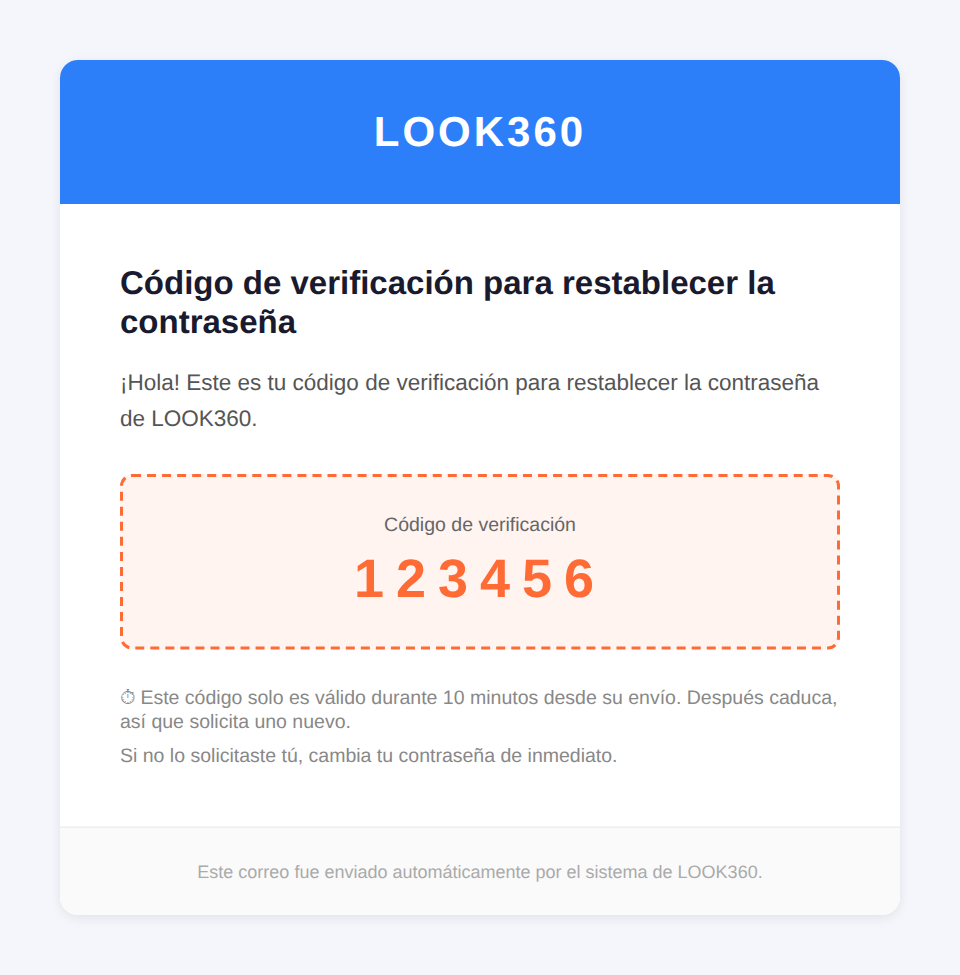 LOOK360
Código de verificación para restablecer la
contraseña
¡Hola! Este es tu código de verificación para restablecer la contraseña
de LOOK360.
Código de verificación
123456
⏱ Este código solo es válido durante 10 minutos desde su envío. Después caduca,
así que solicita uno nuevo.
Si no lo solicitaste tú, cambia tu contraseña de inmediato.
Este correo fue enviado automáticamente por el sistema de LOOK360.